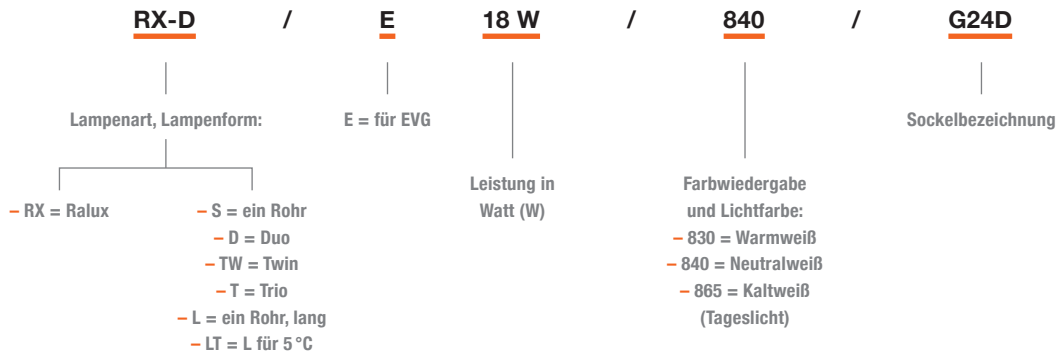 RX-D / E 18 W / 840 / G24D
Lampenart, Lampenform:
E = für EVG
Sockelbezeichnung
Leistung in
Watt (W)
Farbwiedergabe
und Lichtfarbe:
– 830 = Warmweiß
– 840 = Neutralweiß
– 865 = Kaltweiß
(Tageslicht)
– RX = Ralux
– S = ein Rohr
– D = Duo
– TW = Twin
– T = Trio
– L = ein Rohr, lang
– LT = L für 5 °C